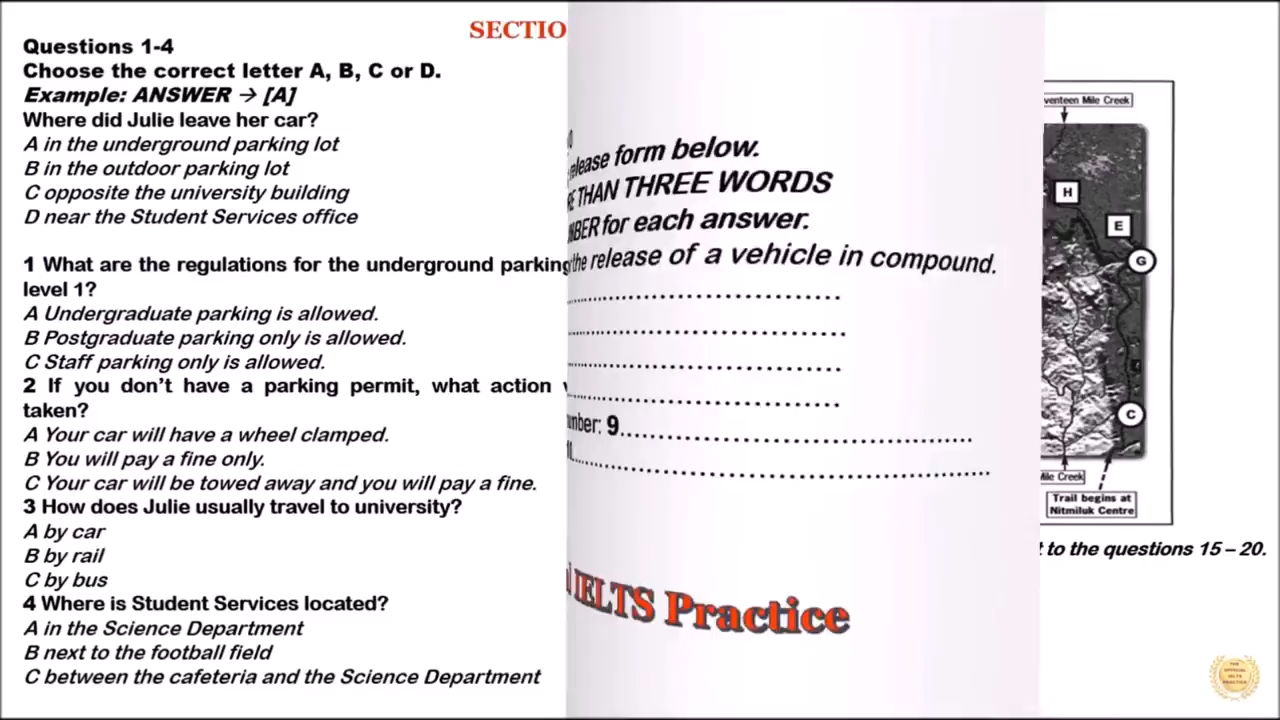 SECTIO
Questions 1-4
Choose the correct letter A, B, C or D.
Example: ANSWER → [A]
Where did Julie leave her car?
A in the underground parking lot
B in the outdoor parking lot
C opposite the university building
D near the Student Services office
1 What are the regulations for the underground parking
level 1?
A Undergraduate parking is allowed.
B Postgraduate parking only is allowed.
C Staff parking only is allowed.
2 If you don't have a parking permit, what action
taken?
A Your car will have a wheel clamped.
B You will pay a fine only.
C Your car will be towed away and you will pay a fine.
3 How does Julie usually travel to university?
A by car
B by rail
C by bus
4 Where is Student Services located?
A in the Science Department
B next to the football field
C between the cafeteria and the Science Department
release form below.
THAN THREE WORDS
for each answer.
the release of a vehicle in compound.
........................................
........................................
........................................
........................................
umber: 9........................................
........................................
IELTS Practice
venteen Mile Creek
H
E
G
C
Mile Creek
Trail begins at
Nitmiluk Centre
to the questions 15 – 20.
THE
OFFICIAL
IELTS
PRACTICE